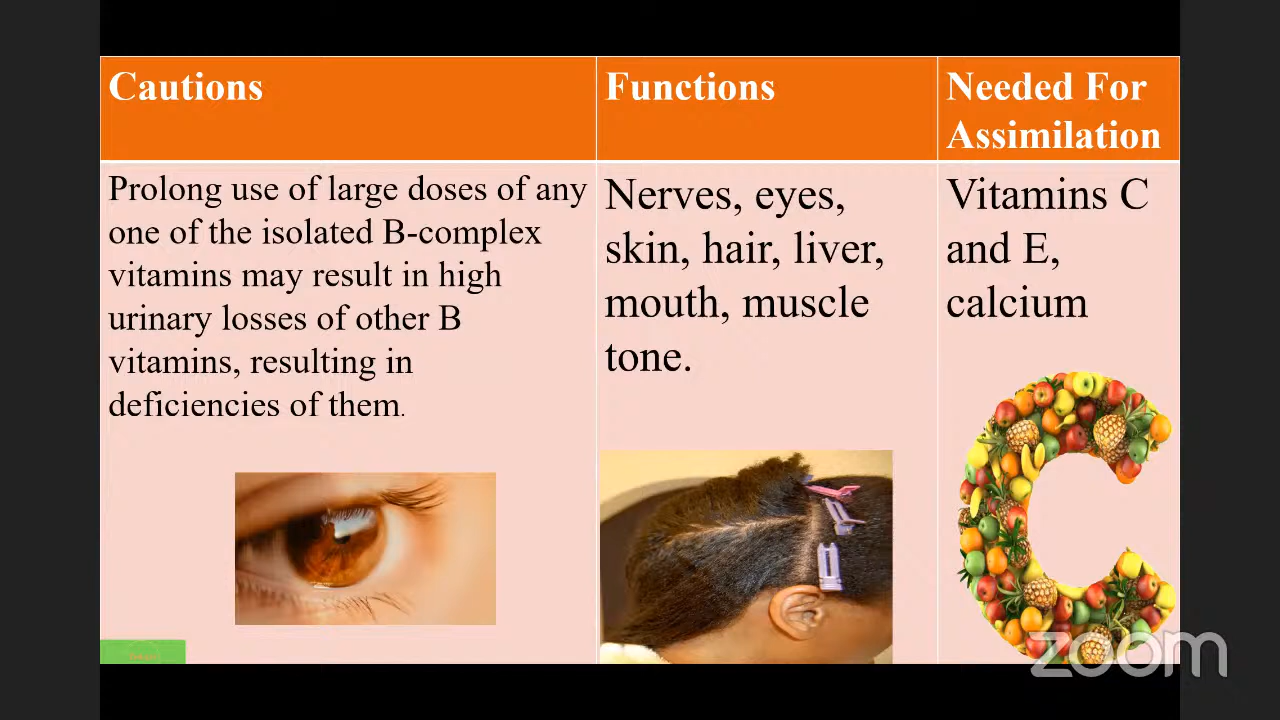 Cautions
Functions
Needed For
Assimilation
Prolong use of large doses of any
one of the isolated B-complex
vitamins may result in high
urinary losses of other B
vitamins, resulting in
deficiencies of them.
Nerves, eyes,
skin, hair, liver,
mouth, muscle
tone.
Vitamins C
and E,
calcium
zoom